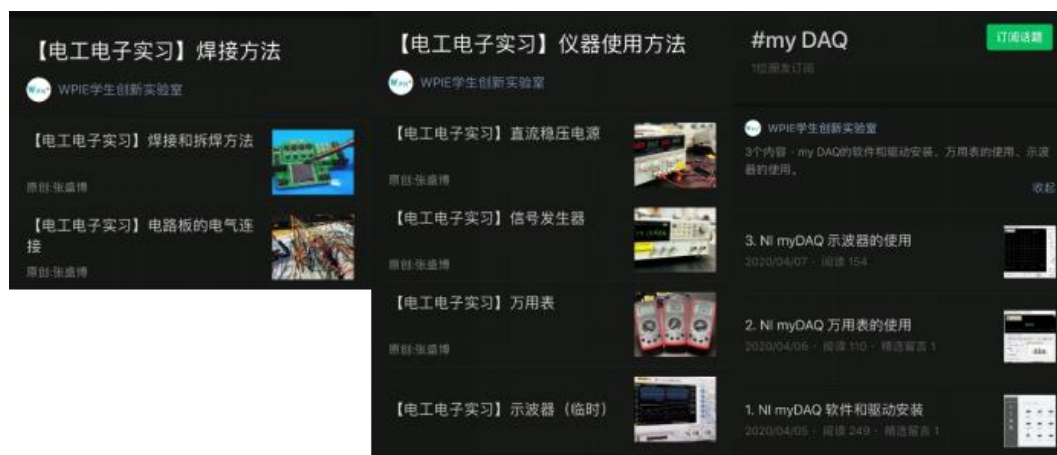 【电工电子实习】焊接方法
WPIE学生创新实验室
【电工电子实习】焊接和拆焊方法
原创:张盛博
【电工电子实习】电路板的电气连
接
原创:张盛博
【电工电子实习】仪器使用方法
WPIE学生创新实验室
【电工电子实习】直流稳压电源
原创:张盛博
【电工电子实习】信号发生器
原创:张盛博
【电工电子实习】万用表
原创:张盛博
【电工电子实习】示波器（临时）
#my DAQ
订阅话题
1位朋友订阅
WPIE学生创新实验室
3个内容 · my DAQ的软件和驱动安装、万用表的使用、示波
器的使用。
收起
3. NI myDAQ 示波器的使用
2020/04/07 · 阅读 154
2. NI myDAQ 万用表的使用
2020/04/06 · 阅读 110 · 精选留言 1
1. NI myDAQ 软件和驱动安装
2020/04/05 · 阅读 249 · 精选留言 1